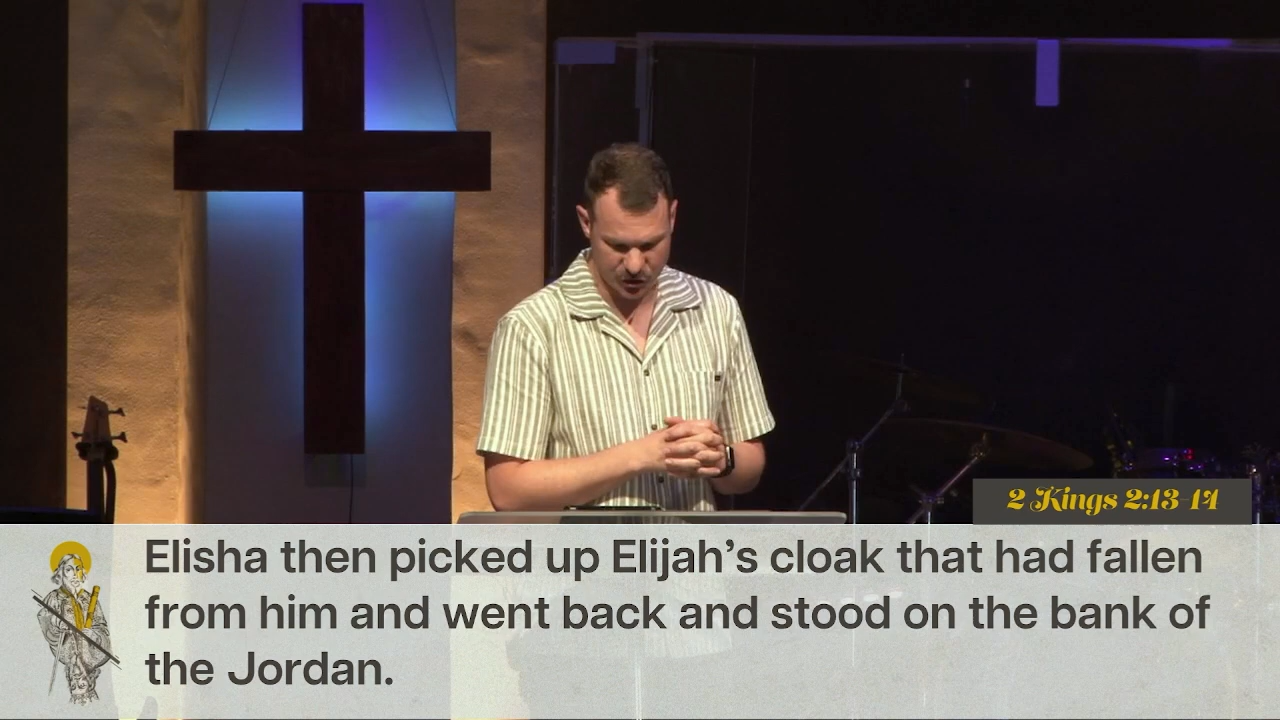 2 Kings 2:13-14
Elisha then picked up Elijah’s cloak that had fallen
from him and went back and stood on the bank of
the Jordan.